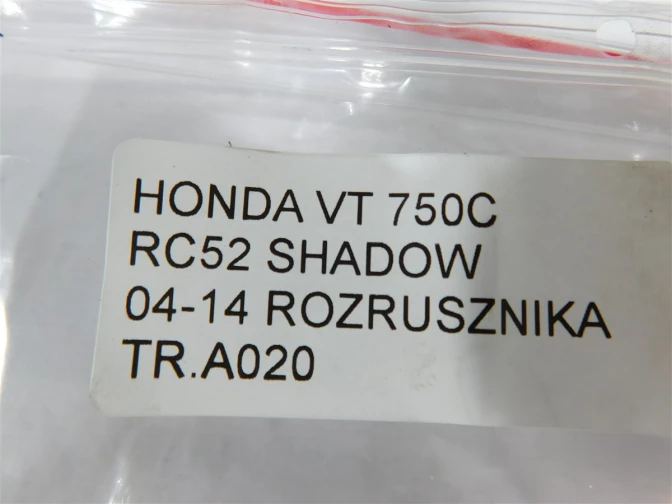 HONDA VT 750C
RC52 SHADOW
04-14 ROZRUSZNIKA
TR.A020